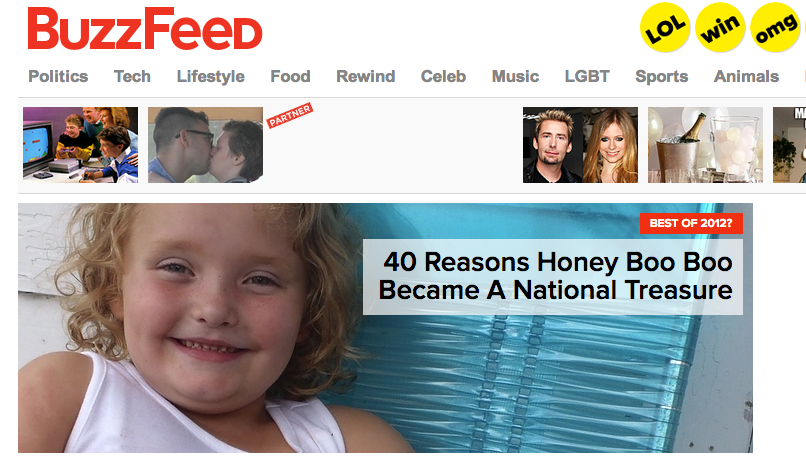 BuzzFeeD
LOL
win
omg
Politics Tech Lifestyle Food Rewind Celeb Music LGBT Sports Animals
PARTNER
BEST OF 2012?
40 Reasons Honey Boo Boo
Became A National Treasure